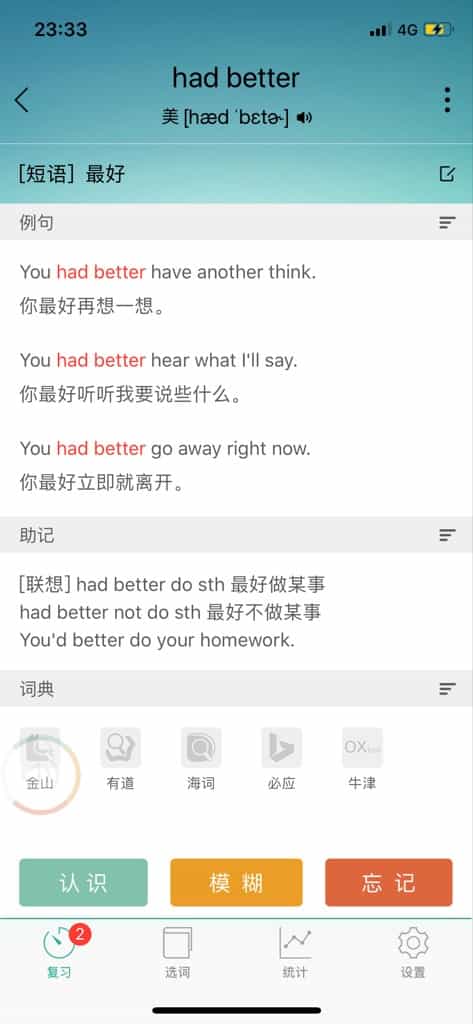 23:33
4G
had better
美 [hæd ˈbɛtɚ]
[短语] 最好
例句
You had better have another think.
你最好再想一想。
You had better hear what I'll say.
你最好听听我要说些什么。
You had better go away right now.
你最好立即就离开。
助记
[联想] had better do sth 最好做某事
had better not do sth 最好不做某事
You'd better do your homework.
词典
金山 有道 海词 必应 牛津
认识 模糊 忘记
2
复习 选词 统计 设置